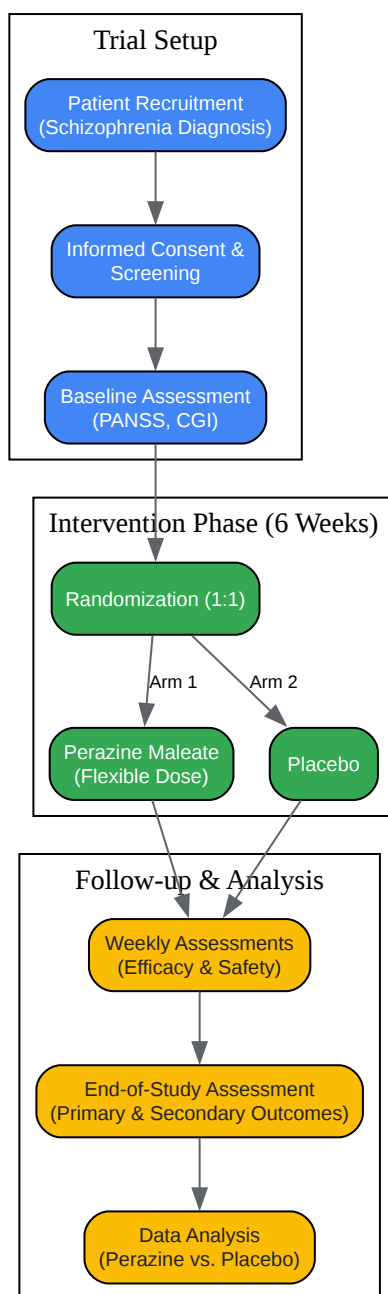 Trial Setup
Patient Recruitment
(Schizophrenia Diagnosis)
Informed Consent &
Screening
Baseline Assessment
(PANSS, CGI)
Intervention Phase (6 Weeks)
Randomization (1:1)
Arm 1
Arm 2
Perazine Maleate
(Flexible Dose)
Placebo
Follow-up & Analysis
Weekly Assessments
(Efficacy & Safety)
End-of-Study Assessment
(Primary & Secondary Outcomes)
Data Analysis
(Perazine vs. Placebo)